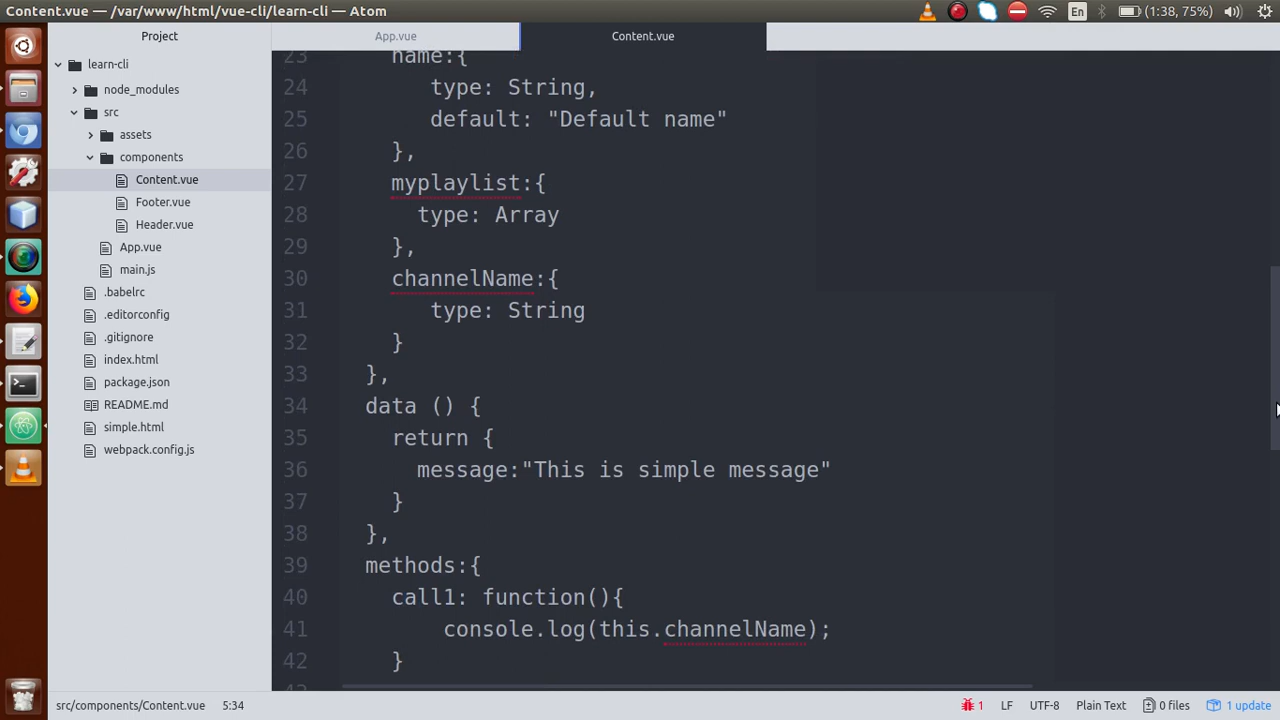 Content.vue — /var/www/html/vue-cli/learn-cli — Atom
En
(1:38, 75%)
Project
App.vue
Content.vue
learn-cli
node_modules
src
assets
components
Content.vue
Footer.vue
Header.vue
App.vue
main.js
.babelrc
.editorconfig
.gitignore
index.html
package.json
README.md
simple.html
webpack.config.js
23 name:{
24 type: String,
25 default: "Default name"
26 },
27 myplaylist:{
28 type: Array
29 },
30 channelName:{
31 type: String
32 }
33 },
34 data () {
35 return {
36 message:"This is simple message"
37 }
38 },
39 methods:{
40 call1: function(){
41 console.log(this.channelName);
42 }
src/components/Content.vue 5:34
1 LF UTF-8 Plain Text 0 files 1 update